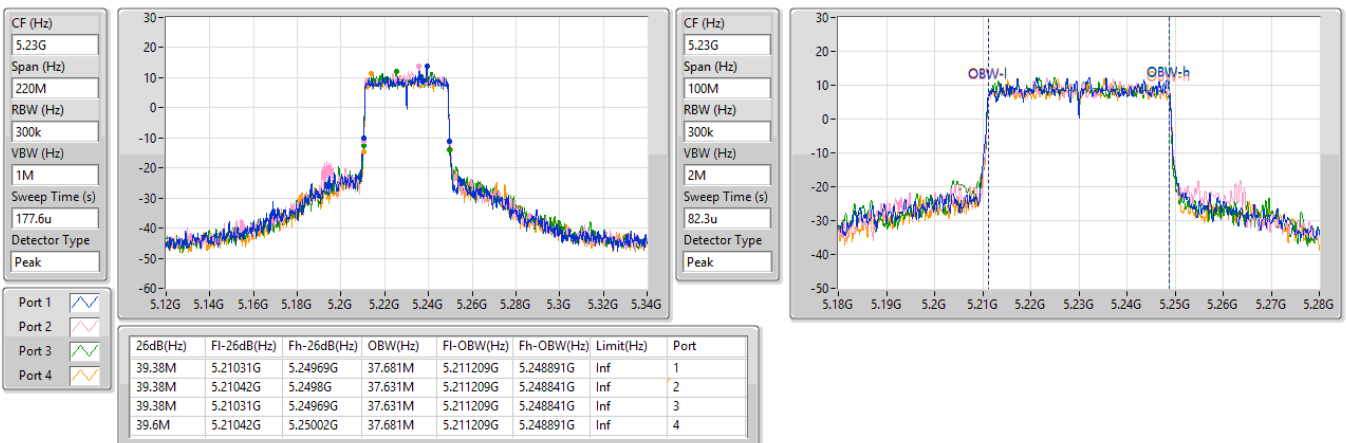 CF (Hz)
5.23G
Span (Hz)
220M
RBW (Hz)
300k
VBW (Hz)
1M
Sweep Time (s)
177.6u
Detector Type
Peak
30
20
10
0
-10
-20
-30
-40
-50
-60
5.12G 5.14G 5.16G 5.18G 5.2G 5.22G 5.24G 5.26G 5.28G 5.3G 5.32G 5.34G
CF (Hz)
5.23G
Span (Hz)
100M
RBW (Hz)
300k
VBW (Hz)
2M
Sweep Time (s)
82.3u
Detector Type
Peak
30
20
10
0
-10
-20
-30
-40
-50
OBW-l OBW-h
5.18G 5.19G 5.2G 5.21G 5.22G 5.23G 5.24G 5.25G 5.26G 5.27G 5.28G
Port 1
Port 2
Port 3
Port 4
26dB(Hz) Fl-26dB(Hz) Fh-26dB(Hz) OBW(Hz) Fl-OBW(Hz) Fh-OBW(Hz) Limit(Hz) Port
39.38M 5.21031G 5.24969G 37.681M 5.211209G 5.248891G Inf 1
39.38M 5.21042G 5.2498G 37.631M 5.211209G 5.248841G Inf 2
39.38M 5.21031G 5.24969G 37.631M 5.211209G 5.248841G Inf 3
39.6M 5.21042G 5.25002G 37.681M 5.211209G 5.248891G Inf 4